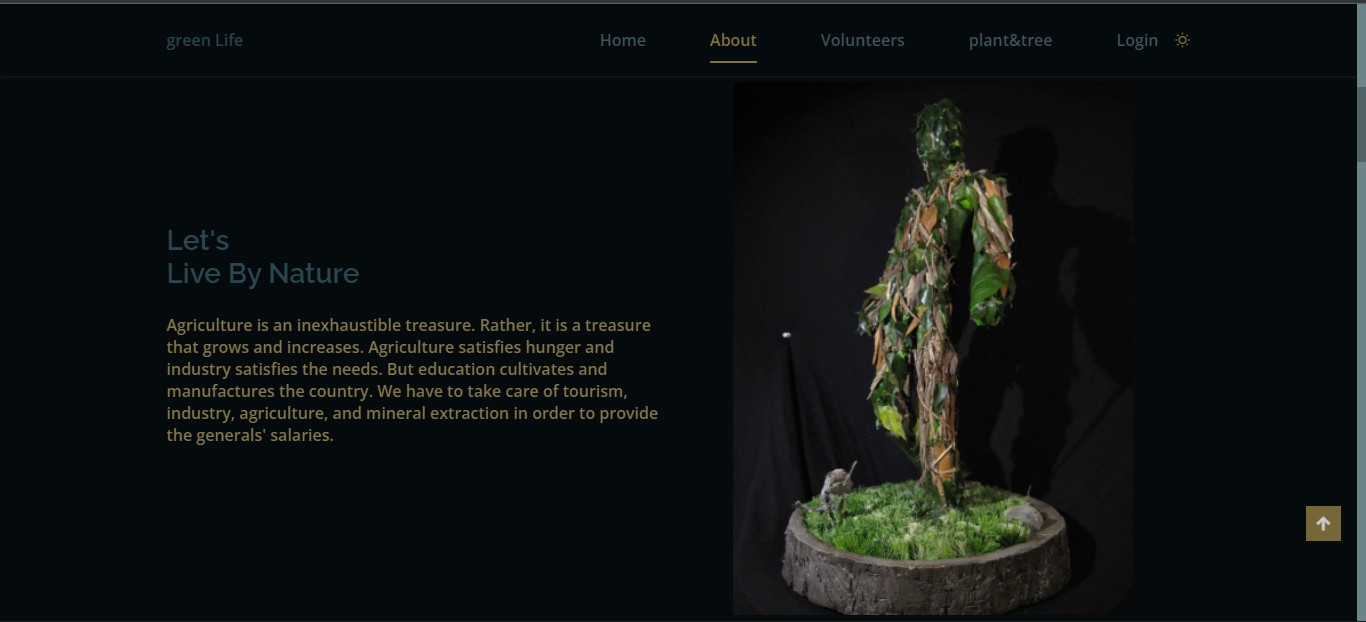 green Life
Home
About
Volunteers
plant&tree
Login
Let's
Live By Nature
Agriculture is an inexhaustible treasure. Rather, it is a treasure
that grows and increases. Agriculture satisfies hunger and
industry satisfies the needs. But education cultivates and
manufactures the country. We have to take care of tourism,
industry, agriculture, and mineral extraction in order to provide
the generals' salaries.